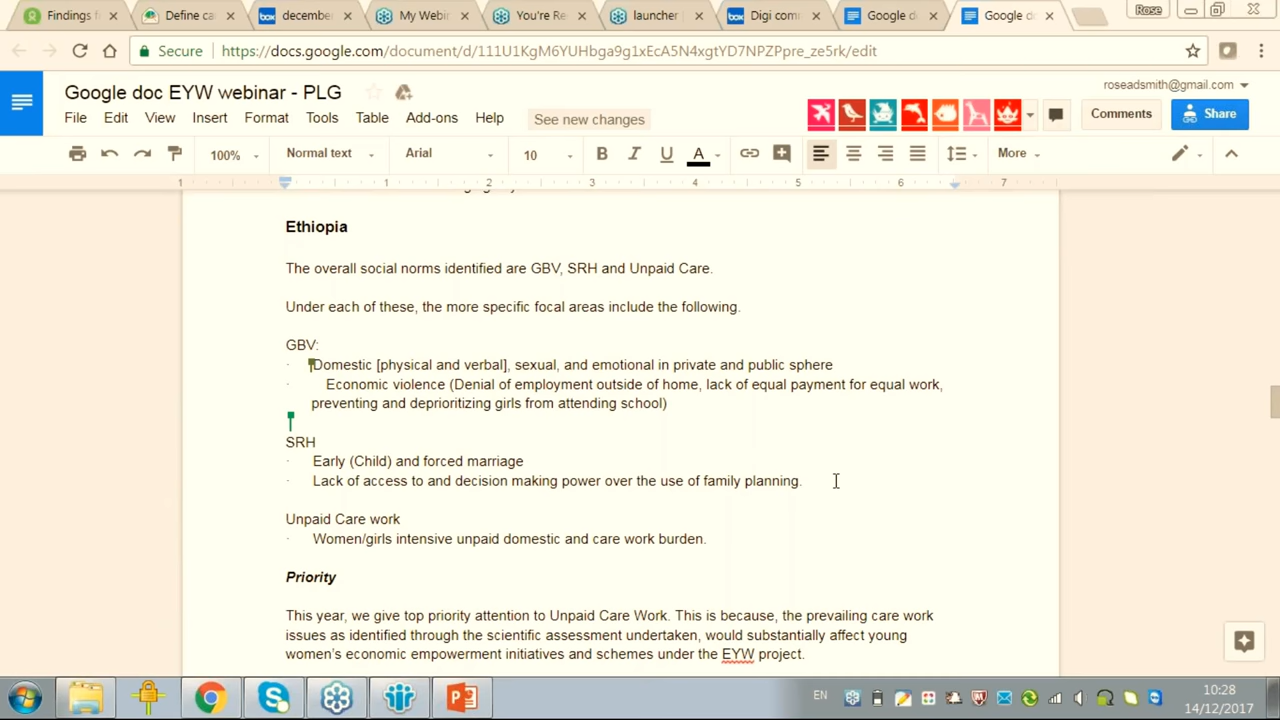 Findings f
Define ca
december
My Webi
You're Re
launcher
Digi com
Google d
Google d
Rose
Secure
https://docs.google.com/document/d/111U1KgM6YUHbga9g1xEcA5N4xgtYD7NPZPpre_ze5rk/edit
Google doc EYW webinar - PLG
roseadsmith@gmail.com
File Edit View Insert Format Tools Table Add-ons Help See new changes
Comments
Share
100% Normal text Arial 10 B I U A More
1 1 2 3 4 5 6 7
Ethiopia
The overall social norms identified are GBV, SRH and Unpaid Care.
Under each of these, the more specific focal areas include the following.
GBV:
· Domestic [physical and verbal], sexual, and emotional in private and public sphere
· Economic violence (Denial of employment outside of home, lack of equal payment for equal work,
preventing and deprioritizing girls from attending school)
SRH
· Early (Child) and forced marriage
· Lack of access to and decision making power over the use of family planning.
Unpaid Care work
· Women/girls intensive unpaid domestic and care work burden.
Priority
This year, we give top priority attention to Unpaid Care Work. This is because, the prevailing care work
issues as identified through the scientific assessment undertaken, would substantially affect young
women's economic empowerment initiatives and schemes under the EYW project.
EN
10:28
14/12/2017